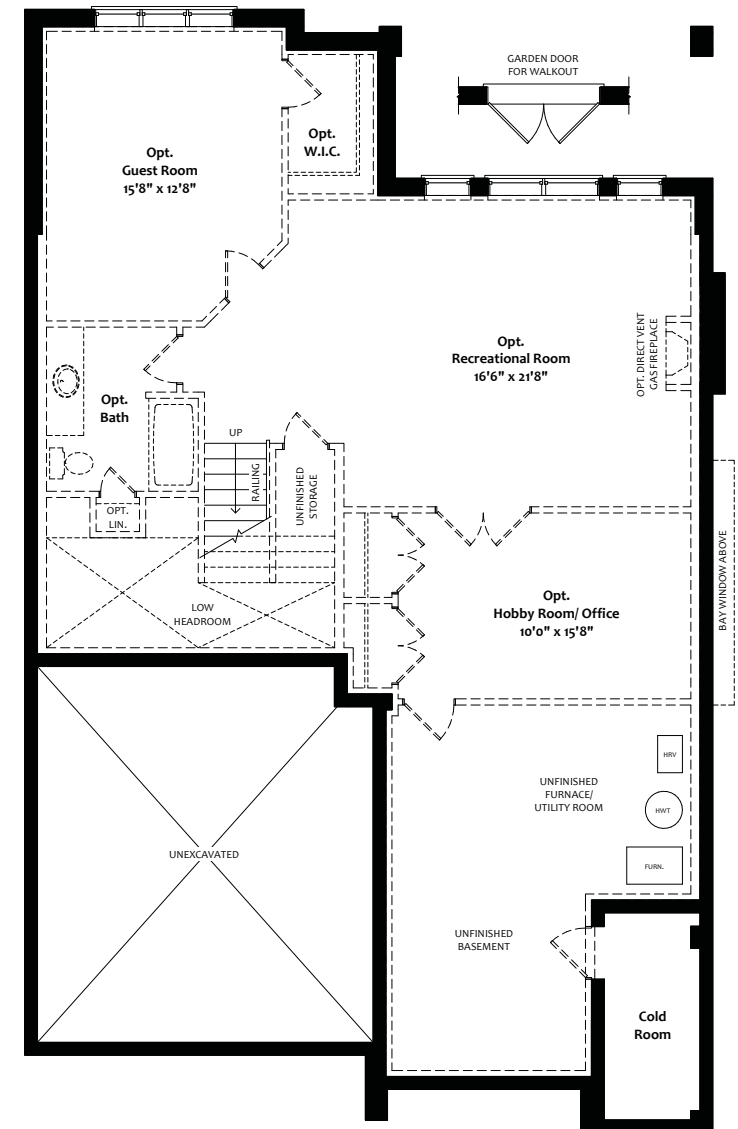 GARDEN DOOR
FOR WALKOUT
Opt.
W.I.C.
Opt.
Guest Room
15'8" x 12'8"
Opt.
Recreational Room
16'6" x 21'8"
OPT. DIRECT VENT
GAS FIREPLACE
Opt.
Bath
UP
RAILING
UNFINISHED
STORAGE
OPT.
LIN.
LOW
HEADROOM
Opt.
Hobby Room/ Office
10'0" x 15'8"
BAY WINDOW ABOVE
HRV
UNFINISHED
FURNACE/
UTILITY ROOM
HWT
FURN.
UNEXCAVATED
UNFINISHED
BASEMENT
Cold
Room